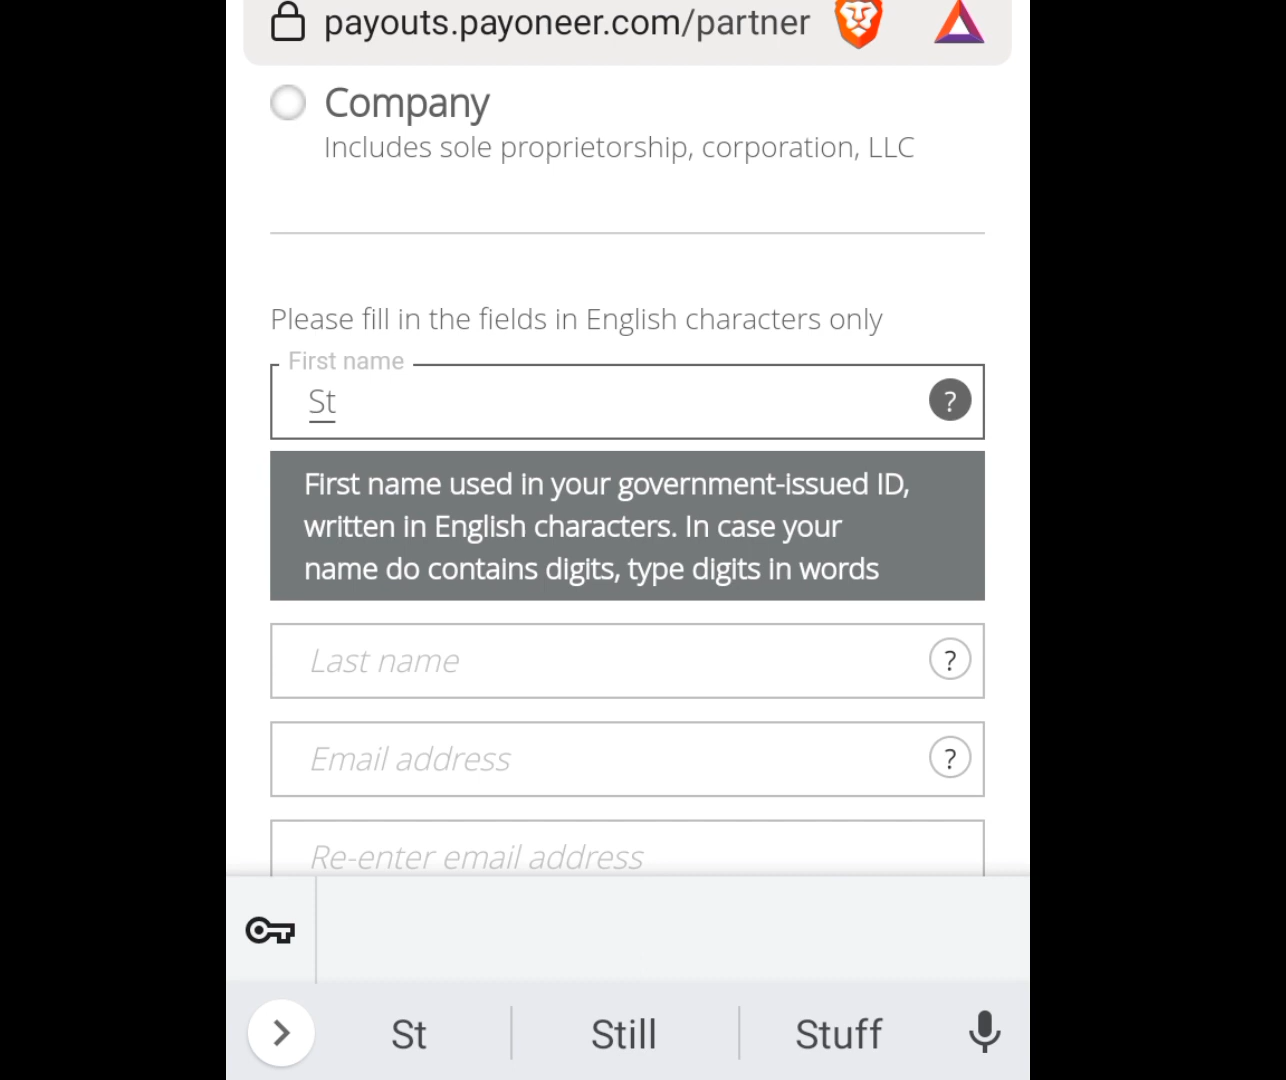 payouts.payoneer.com/partner
Company
Includes sole proprietorship, corporation, LLC
Please fill in the fields in English characters only
First name
St
?
First name used in your government-issued ID,
written in English characters. In case your
name do contains digits, type digits in words
Last name
?
Email address
?
Re-enter email address
St
Still
Stuff